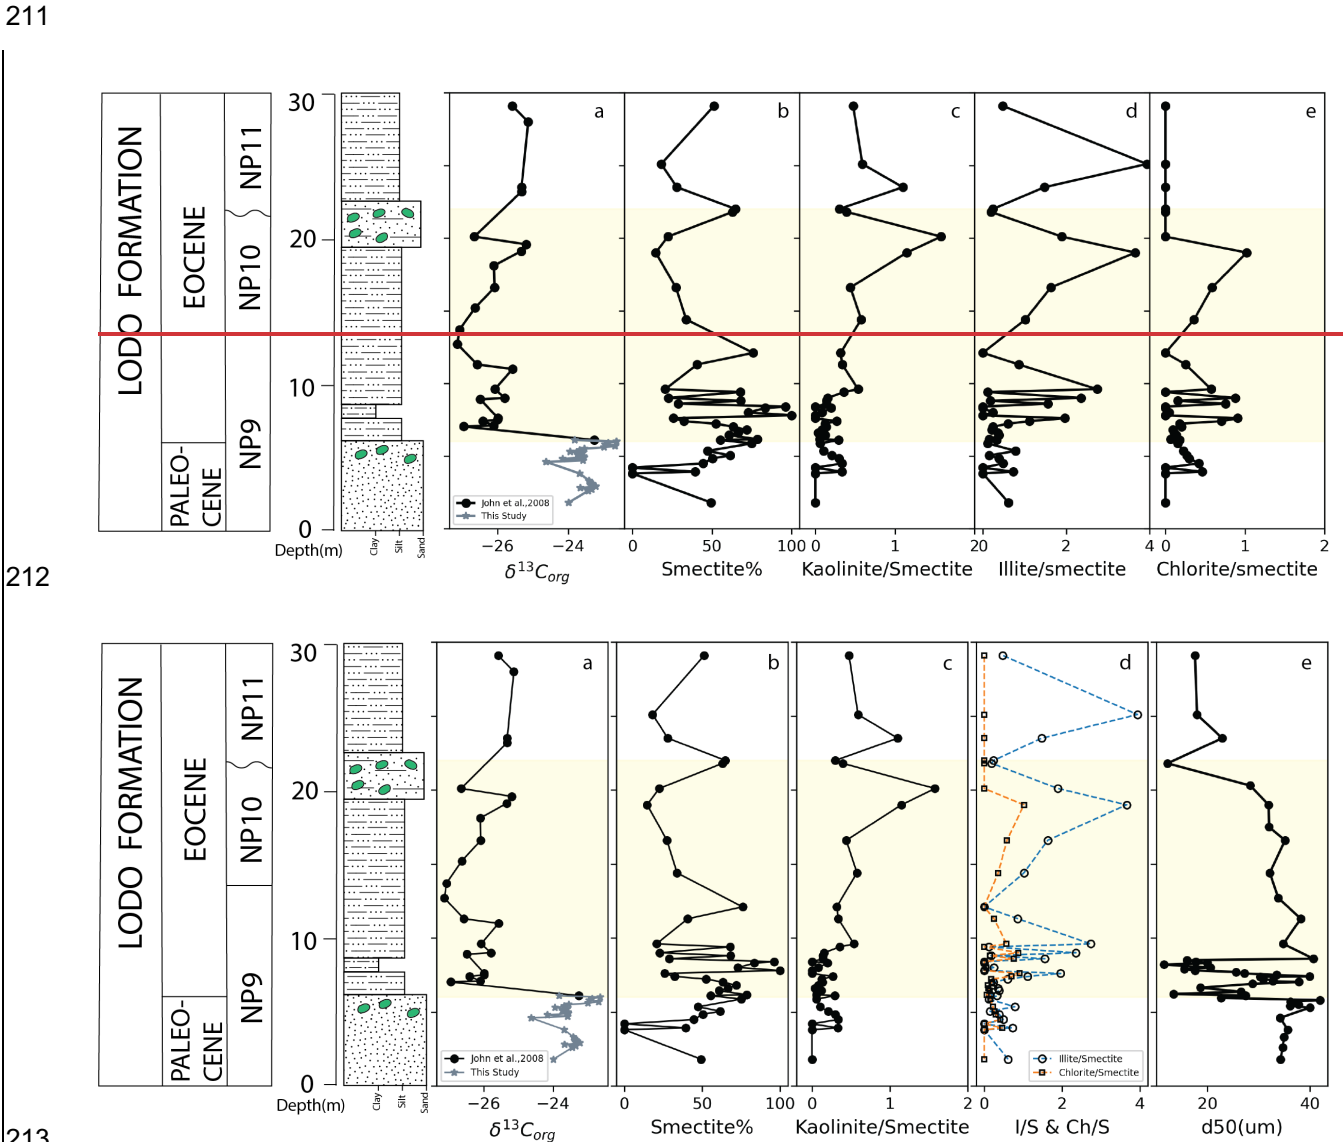 211
30
20
10
0
Depth(m)
LODO FORMATION
EOCENE
PALEO-
CENE
NP11
NP10
NP9
Clay
Silt
Sand
a
b
c
d
e
John et al.,2008
This Study
−26 −24
0 50 100
0 1 2
0 2 4
0 1 2
δ¹³C_org
Smectite%
Kaolinite/Smectite
Illite/smectite
Chlorite/smectite
212
30
20
10
0
Depth(m)
LODO FORMATION
EOCENE
PALEO-
CENE
NP11
NP10
NP9
Clay
Silt
Sand
a
b
c
d
e
John et al.,2008
This Study
Illite/Smectite
Chlorite/Smectite
−26 −24
0 50 100
0 1 2
0 2 4
20 40
δ¹³C_org
Smectite%
Kaolinite/Smectite
I/S & Ch/S
d50(um)
213